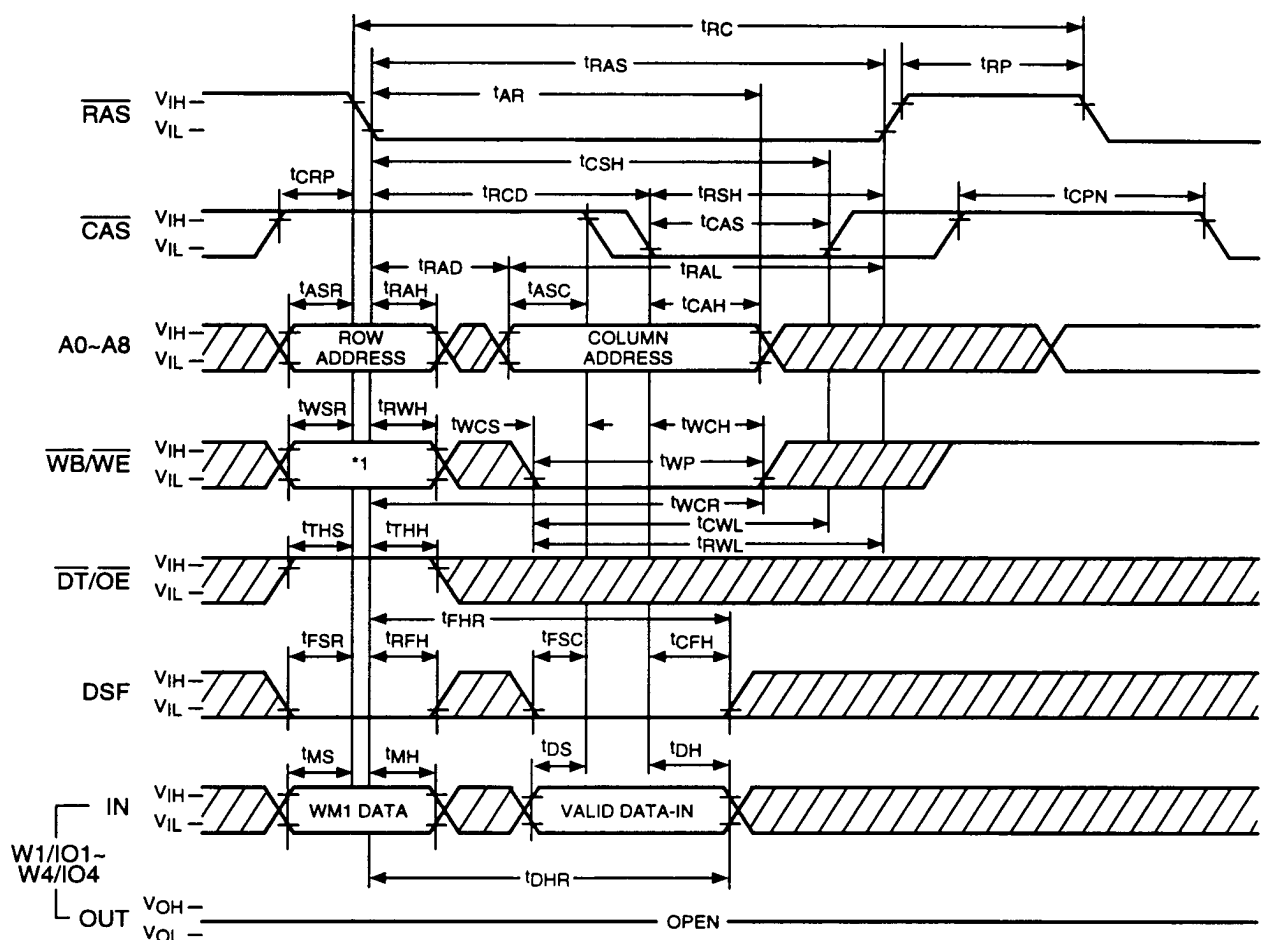 tRC
tRAS tRP
tAR
RAS VIH
VIL
tCSH
tCRP tRCD tRSH tCPN
CAS VIH
VIL
tCAS
tRAD tRAL
tASR tRAH tASC tCAH
A0~A8 VIH
VIL
ROW ADDRESS
COLUMN ADDRESS
tWSR tRWH tWCS tWCH
WB/WE VIH
VIL
*1
tWP
tWCR
tCWL
tRWL
tTHS tTHH
DT/OE VIH
VIL
tFHR
tFSR tRFH tFSC tCFH
DSF VIH
VIL
tMS tMH tDS tDH
IN VIH
VIL
WM1 DATA VALID DATA-IN
W1/IO1~
W4/IO4
tDHR
OUT VOH
VOL
OPEN